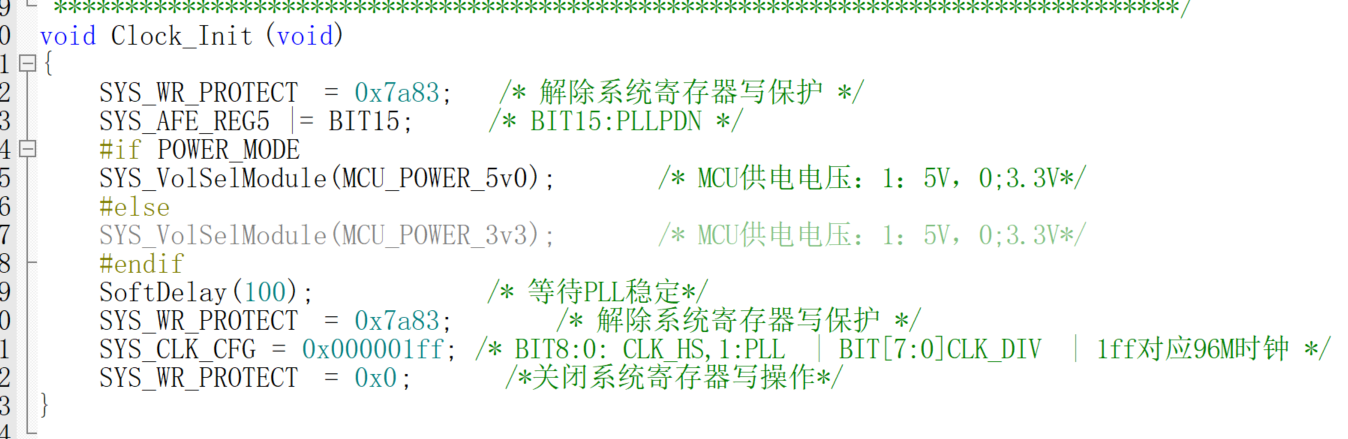 9 *******************************************************************************/
0 void Clock_Init (void)
1 {
2 SYS_WR_PROTECT = 0x7a83; /* 解除系统寄存器写保护 */
3 SYS_AFE_REG5 |= BIT15; /* BIT15:PLLPDN */
4 #if POWER_MODE
5 SYS_VolSelModule(MCU_POWER_5v0); /* MCU供电电压：1：5V，0;3.3V*/
6 #else
7 SYS_VolSelModule(MCU_POWER_3v3); /* MCU供电电压：1：5V，0;3.3V*/
8 #endif
9 SoftDelay(100); /* 等待PLL稳定*/
0 SYS_WR_PROTECT = 0x7a83; /* 解除系统寄存器写保护 */
1 SYS_CLK_CFG = 0x000001ff; /* BIT8:0: CLK_HS,1:PLL | BIT[7:0]CLK_DIV | 1ff对应96M时钟 */
2 SYS_WR_PROTECT = 0x0; /*关闭系统寄存器写操作*/
3 }
4